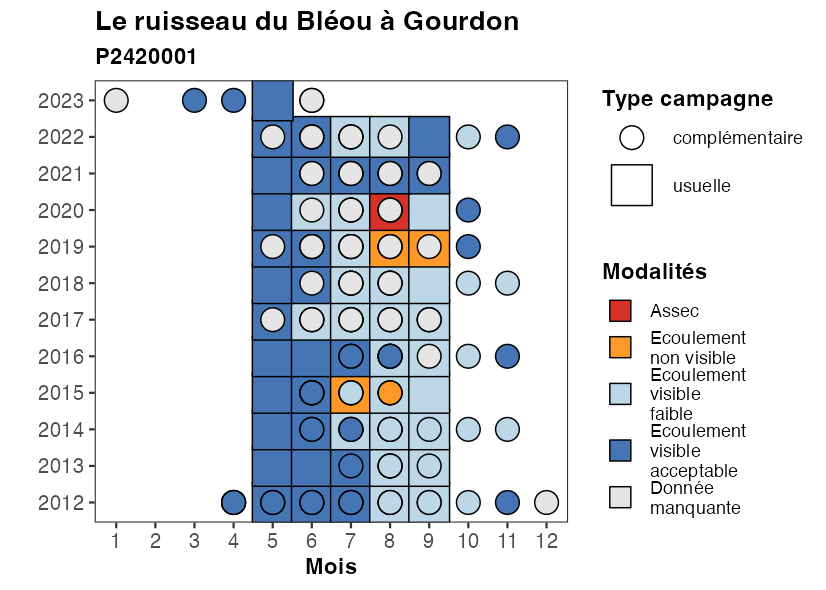 Le ruisseau du Bléou à Gourdon
P2420001
2023
2022
2021
2020
2019
2018
2017
2016
2015
2014
2013
2012
1 2 3 4 5 6 7 8 9 10 11 12
Mois
Type campagne
complémentaire
usuelle
Modalités
Assec
Ecoulement
non visible
Ecoulement
visible
faible
Ecoulement
visible
acceptable
Donnée
manquante